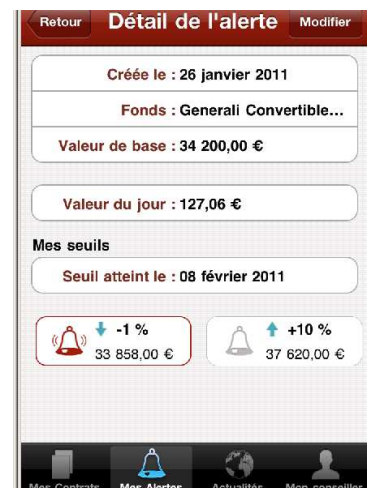 Retour Détail de l'alerte Modifier
Créée le : 26 janvier 2011
Fonds : Generali Convertible...
Valeur de base : 34 200,00 €
Valeur du jour : 127,06 €
Mes seuils
Seuil atteint le : 08 février 2011
-1 % +10 %
33 858,00 € 37 620,00 €
Mes Contrats Mes Alertes Actualités Mon conseiller